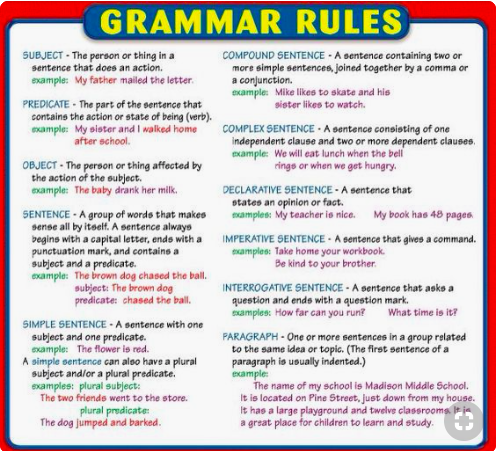 GRAMMAR RULES
SUBJECT - The person or thing in a
sentence that does an action.
example: My father mailed the letter.
PREDICATE - The part of the sentence that
contains the action or state of being (verb).
example: My sister and I walked home
after school.
OBJECT - The person or thing affected by
the action of the subject.
example: The baby drank her milk.
SENTENCE - A group of words that makes
sense all by itself. A sentence always
begins with a capital letter, ends with a
punctuation mark, and contains a
subject and a predicate.
example: The brown dog chased the ball.
subject: The brown dog
predicate: chased the ball.
SIMPLE SENTENCE - A sentence with one
subject and one predicate.
example: The flower is red.
A simple sentence can also have a plural
subject and/or a plural predicate.
examples: plural subject:
The two friends went to the store.
plural predicate:
The dog jumped and barked.
COMPOUND SENTENCE - A sentence containing two or
more simple sentences, joined together by a comma or
a conjunction.
example: Mike likes to skate and his
sister likes to watch.
COMPLEX SENTENCE - A sentence consisting of one
independent clause and two or more dependent clauses.
example: We will eat lunch when the bell
rings or when we get hungry.
DECLARATIVE SENTENCE - A sentence that
states an opinion or fact.
examples: My teacher is nice. My book has 48 pages.
IMPERATIVE SENTENCE - A sentence that gives a command.
examples: Take home your workbook.
Be kind to your brother.
INTERROGATIVE SENTENCE - A sentence that asks a
question and ends with a question mark.
examples: How far can you run? What time is it?
PARAGRAPH - One or more sentences in a group related
to the same idea or topic. (The first sentence of a
paragraph is usually indented.)
example:
The name of my school is Madison Middle School.
It is located on Pine Street, just down from my house.
It has a large playground and twelve classrooms. It is
a great place for children to learn and study.